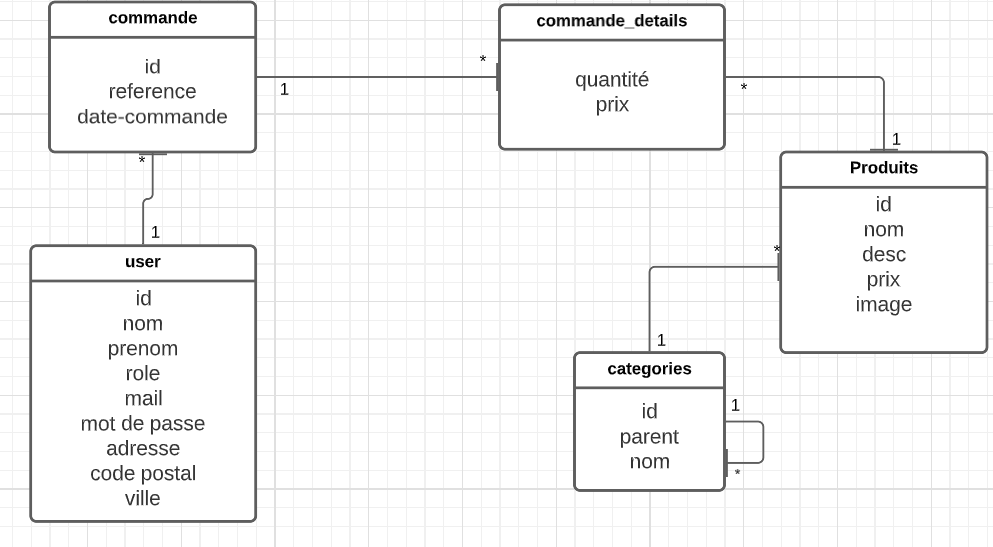 commande
id
reference
date-commande
1
*
commande_details
quantité
prix
*
1
Produits
id
nom
desc
prix
image
*
1
user
id
nom
prenom
role
mail
mot de passe
adresse
code postal
ville
*
1
categories
id
parent
nom
1
*